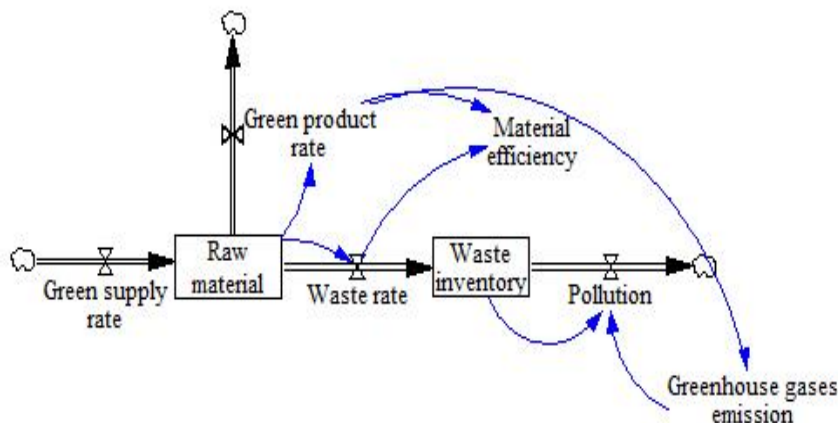 Green product
rate
Material
efficiency
Raw
material
Waste
inventory
Green supply
rate
Waste rate
Pollution
Greenhouse gases
emission